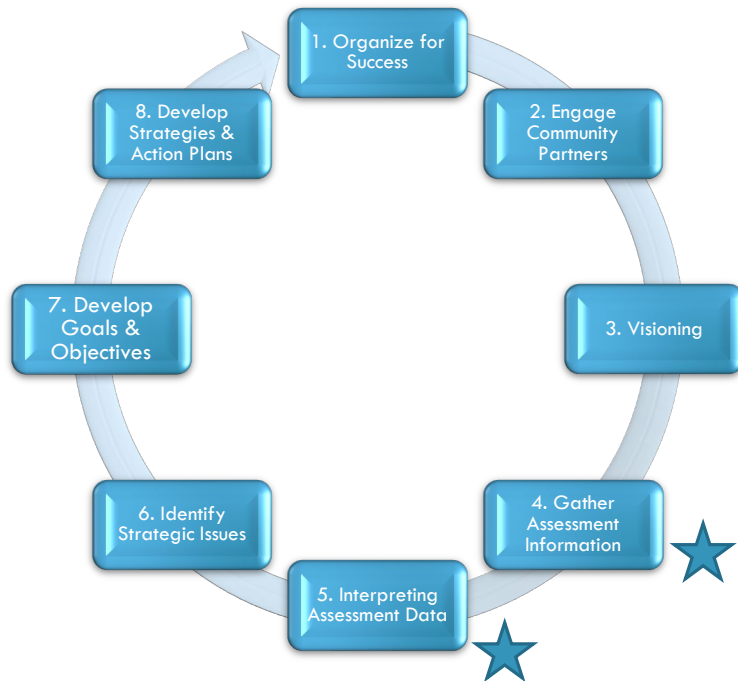 1. Organize for
Success
2. Engage
Community
Partners
3. Visioning
4. Gather
Assessment
Information
5. Interpreting
Assessment Data
6. Identify
Strategic Issues
7. Develop
Goals &
Objectives
8. Develop
Strategies &
Action Plans